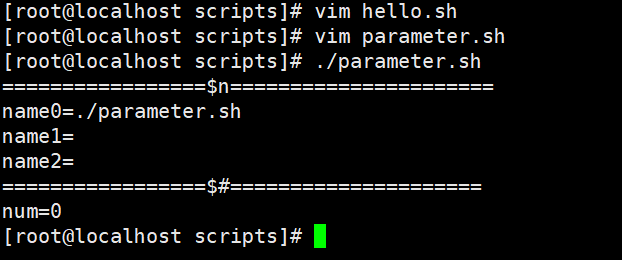 [root@localhost scripts]# vim hello.sh
[root@localhost scripts]# vim parameter.sh
[root@localhost scripts]# ./parameter.sh
=================$n======================
name0=./parameter.sh
name1=
name2=
=================$#=====================
num=0
[root@localhost scripts]#